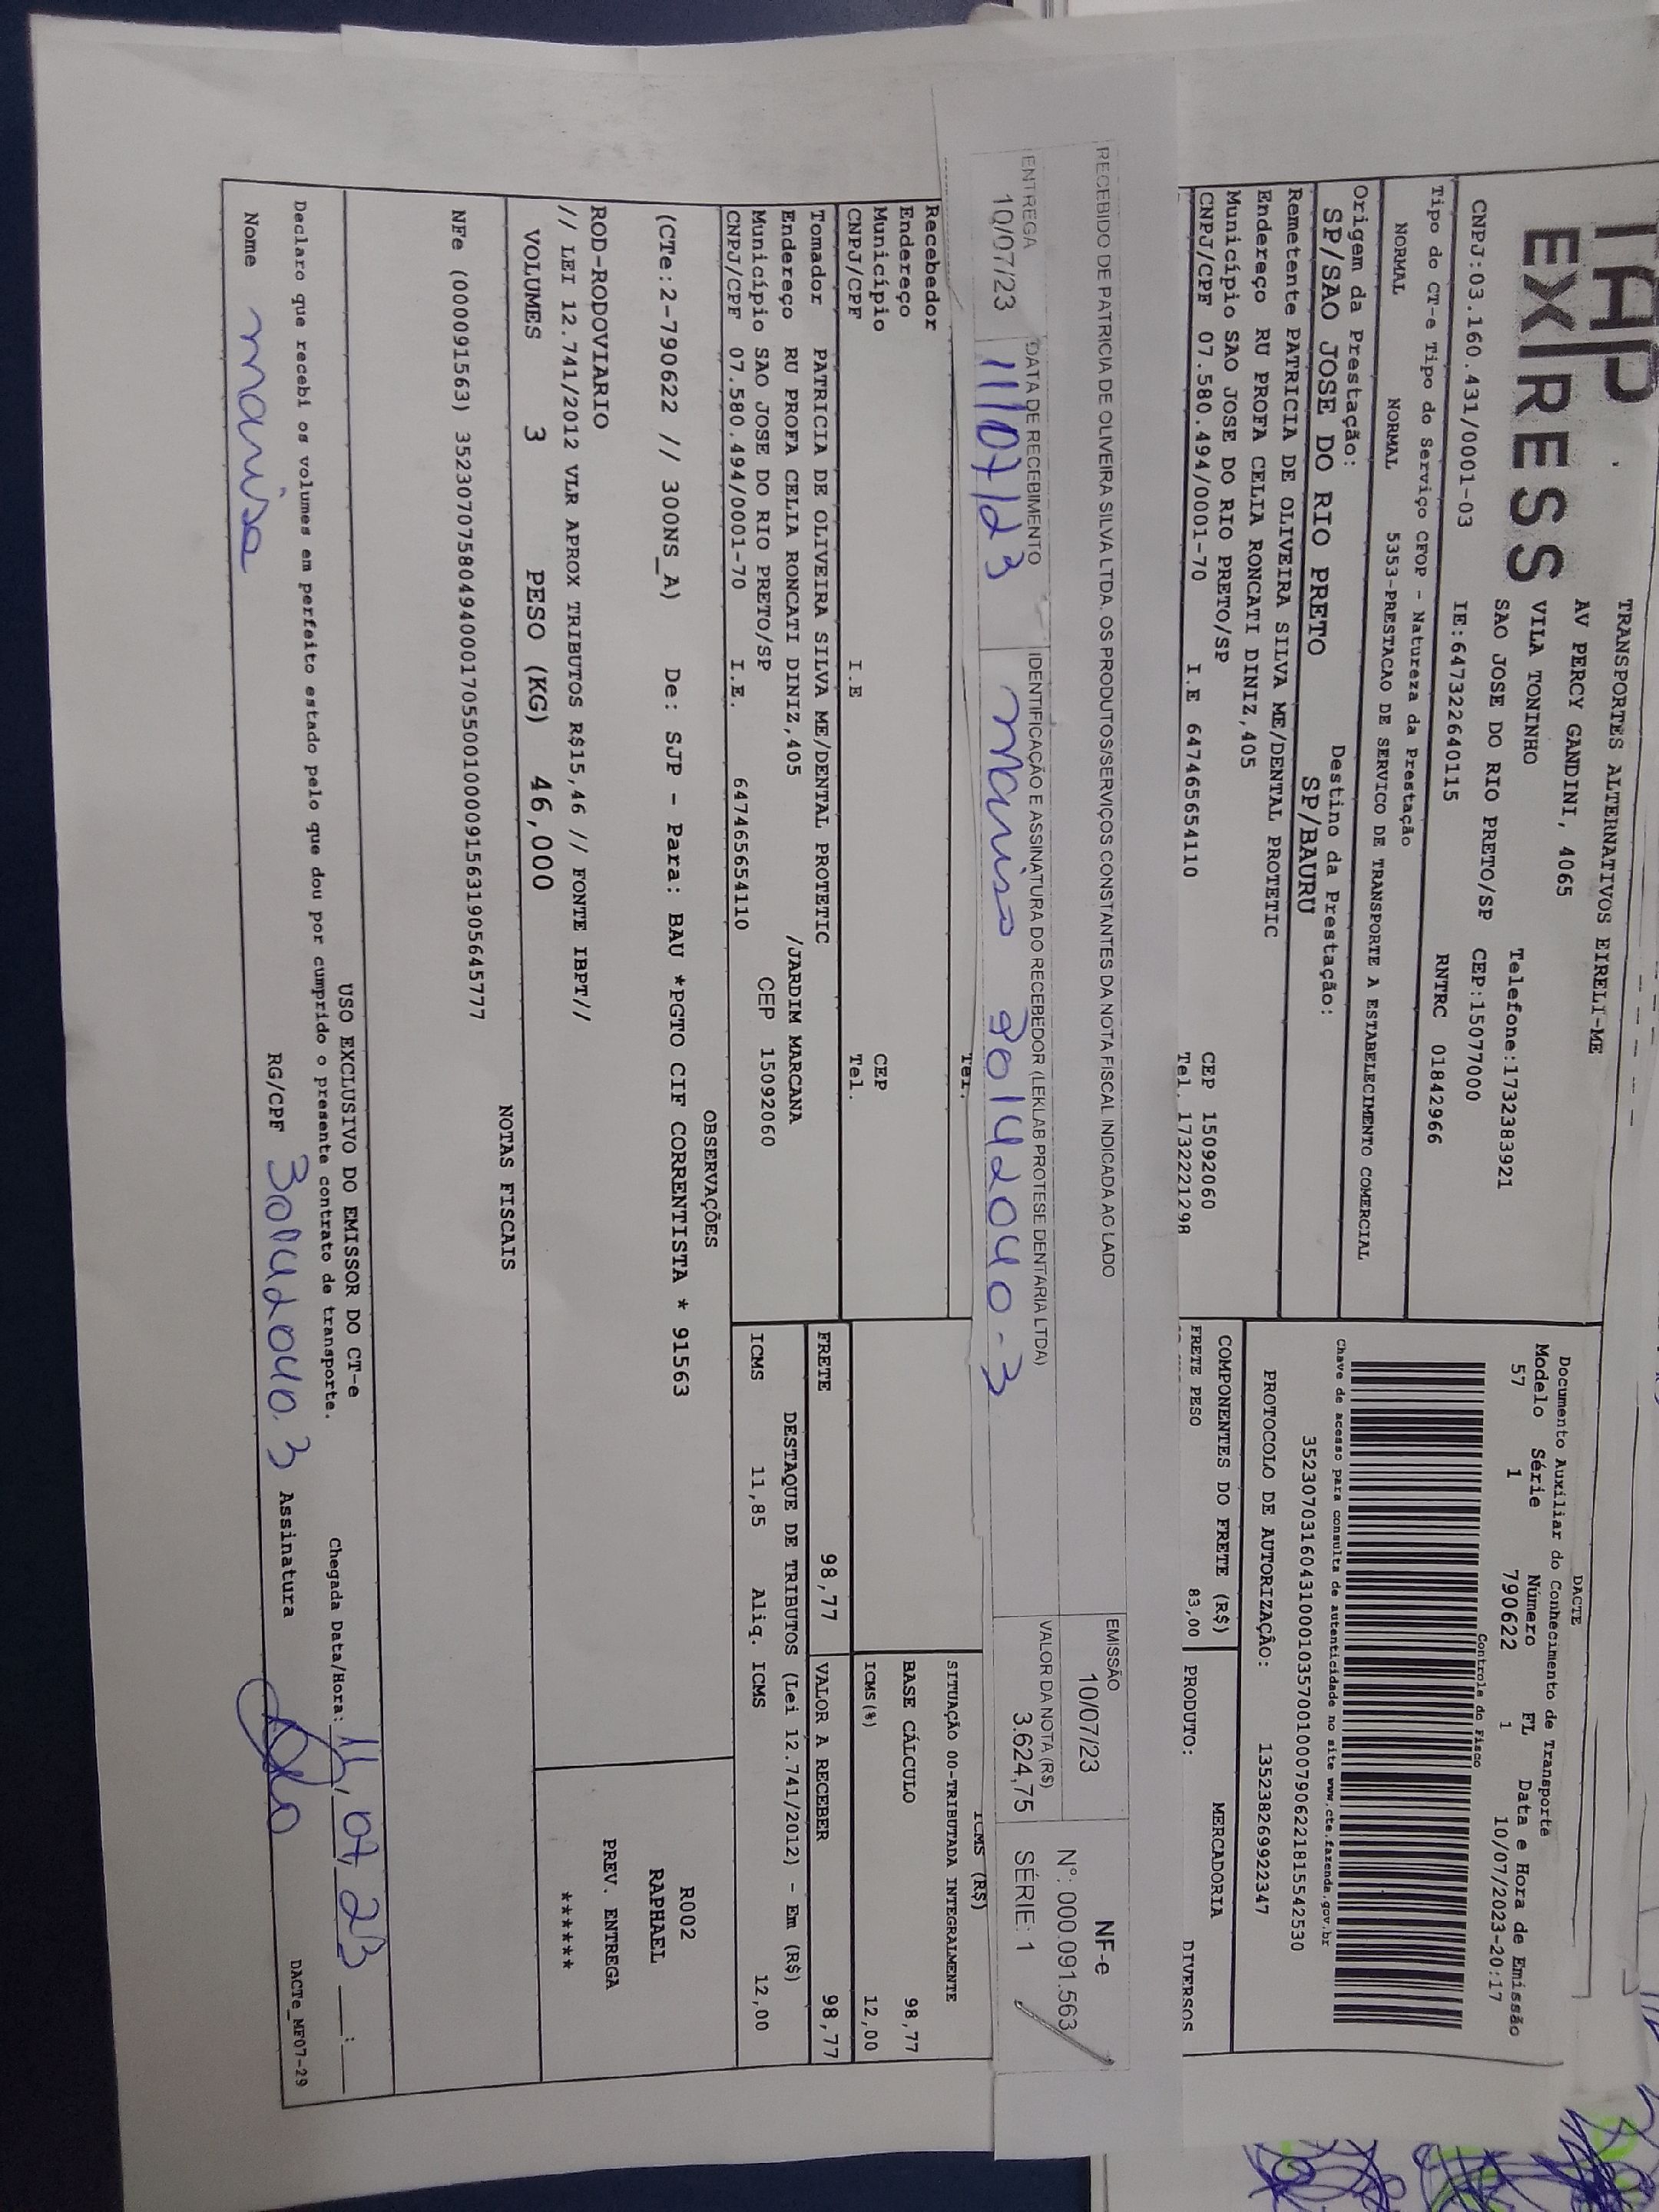 TAP
EXPRESS
TRANSPORTES ALTERNATIVOS EIRELI-ME
AV PERCY GANDINI, 4065
VILA TONINHO Telefone:1732383921
SAO JOSE DO RIO PRETO/SP CEP:15077000
CNPJ:03.160.431/0001-03 IE:647322640115 RNTRC 01842966
DACTE
Documento Auxiliar do Conhecimento de Transporte
Modelo Série Número FL Data e Hora de Emissão
57 1 790622 1 10/07/2023-20:17
Controle do Fisco
Chave de acesso para consulta de autenticidade no site www.cte.fazenda.gov.br
35230703160431000103570010007906221815542530
PROTOCOLO DE AUTORIZAÇÃO: 135238269922347
Tipo do CT-e Tipo do Serviço CFOP - Natureza da Prestação
NORMAL NORMAL 5353-PRESTACAO DE SERVICO DE TRANSPORTE A ESTABELECIMENTO COMERCIAL
Origem da Prestação: Destino da Prestação:
SP/SAO JOSE DO RIO PRETO SP/BAURU
Remetente PATRICIA DE OLIVEIRA SILVA ME/DENTAL PROTETIC
Endereço RU PROFA CELIA RONCATI DINIZ,405
Município SAO JOSE DO RIO PRETO/SP CEP 15092060
CNPJ/CPF 07.580.494/0001-70 I.E 647465654110 Tel. 1732221298
COMPONENTES DO FRETE (R$) MERCADORIA
FRETE PESO 83,00 PRODUTO: DIVERSOS
RECEBIDO DE PATRICIA DE OLIVEIRA SILVA LTDA. OS PRODUTOS/SERVIÇOS CONSTANTES DA NOTA FISCAL INDICADA AO LADO
EMISSÃO
10/07/23
NF-e
Nº: 000.091.563
SÉRIE: 1
VALOR DA NOTA (R$)
3.624,75
ENTREGA
10/07/23
DATA DE RECEBIMENTO
11/07/23
IDENTIFICAÇÃO E ASSINATURA DO RECEBEDOR (LEKLAB PROTESE DENTARIA LTDA)
marisa 30142040-3
Tel.
ICMS (R$)
SITUAÇÃO 00-TRIBUTADA INTEGRALMENTE
BASE CÁLCULO 98,77
ICMS(%) 12,00
Recebedor
Endereço
Município CEP
CNPJ/CPF I.E Tel.
Tomador PATRICIA DE OLIVEIRA SILVA ME/DENTAL PROTETIC
Endereço RU PROFA CELIA RONCATI DINIZ,405 /JARDIM MARCANA
Município SAO JOSE DO RIO PRETO/SP CEP 15092060
CNPJ/CPF 07.580.494/0001-70 I.E. 647465654110
FRETE 98,77 VALOR A RECEBER 98,77
DESTAQUE DE TRIBUTOS (Lei 12.741/2012) - Em (R$)
ICMS 11,85 Aliq. ICMS 12,00
OBSERVAÇÕES
(CTe:2-790622 // 300NS_A) De: SJP - Para: BAU *PGTO CIF CORRENTISTA * 91563
R002
RAPHAEL
ROD-RODOVIARIO
// LEI 12.741/2012 VLR APROX TRIBUTOS R$15,46 // FONTE IBPT//
PREV. ENTREGA
******
VOLUMES 3 PESO (KG) 46,000
NOTAS FISCAIS
NFe (000091563) 35230707580494000170550010000915631905645777
USO EXCLUSIVO DO EMISSOR DO CT-e
Declaro que recebi os volumes em perfeito estado pelo que dou por cumprido o presente contrato de transporte. Chegada Data/Hora: 11, 07, 23 ___:___
Nome marisa RG/CPF 30142040.3 Assinatura
DACTe_MF07-29